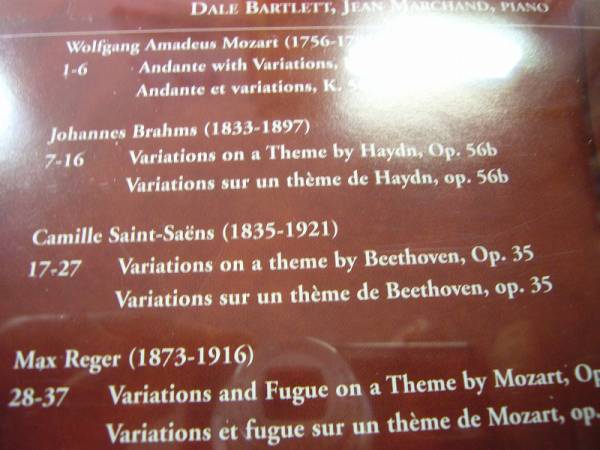 DALE BARTLETT, JEAN MARCHAND, PIANO
Wolfgang Amadeus Mozart (1756-17
1-6 Andante with Variations,
Andante et variations, K. 5
Johannes Brahms (1833-1897)
7-16 Variations on a Theme by Haydn, Op. 56b
Variations sur un thème de Haydn, op. 56b
Camille Saint-Saëns (1835-1921)
17-27 Variations on a theme by Beethoven, Op. 35
Variations sur un thème de Beethoven, op. 35
Max Reger (1873-1916)
28-37 Variations and Fugue on a Theme by Mozart, Op
Variations et fugue sur un thème de Mozart, op.